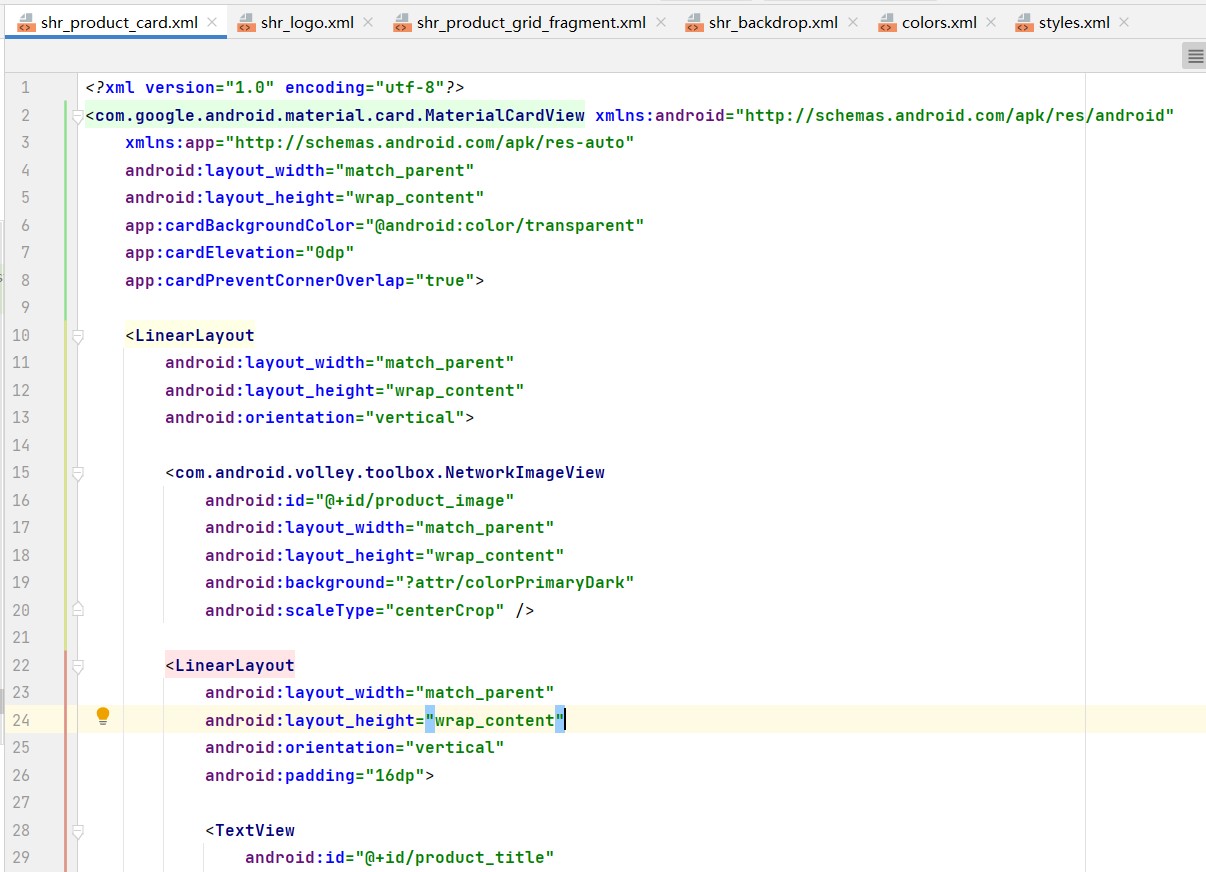 shr_product_card.xml shr_logo.xml shr_product_grid_fragment.xml shr_backdrop.xml colors.xml styles.xml
1 <?xml version="1.0" encoding="utf-8"?>
2 <com.google.android.material.card.MaterialCardView xmlns:android="http://schemas.android.com/apk/res/android"
3 xmlns:app="http://schemas.android.com/apk/res-auto"
4 android:layout_width="match_parent"
5 android:layout_height="wrap_content"
6 app:cardBackgroundColor="@android:color/transparent"
7 app:cardElevation="0dp"
8 app:cardPreventCornerOverlap="true">
9
10 <LinearLayout
11 android:layout_width="match_parent"
12 android:layout_height="wrap_content"
13 android:orientation="vertical">
14
15 <com.android.volley.toolbox.NetworkImageView
16 android:id="@+id/product_image"
17 android:layout_width="match_parent"
18 android:layout_height="wrap_content"
19 android:background="?attr/colorPrimaryDark"
20 android:scaleType="centerCrop" />
21
22 <LinearLayout
23 android:layout_width="match_parent"
24 android:layout_height="wrap_content"
25 android:orientation="vertical"
26 android:padding="16dp">
27
28 <TextView
29 android:id="@+id/product_title"